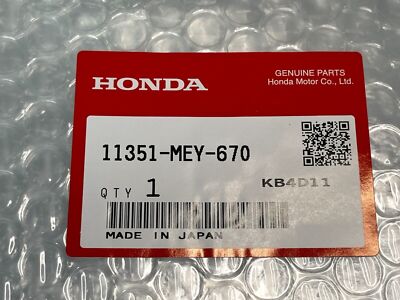 HONDA
GENUINE PARTS
Honda Motor Co., Ltd.
11351-MEY-670
QTY 1
KB4D11
MADE IN JAPAN